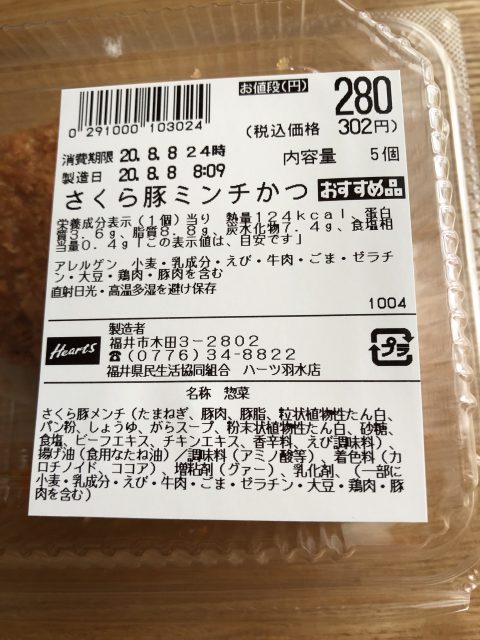 お値段(円) 280
0 291000 103024
(税込価格 302円)
消費期限 20.8.8 24時 内容量 5個
製造日 20.8.8 8:09
さくら豚ミンチかつ おすすめ品
栄養成分表示(1個)当り 熱量124kcal、蛋白
質3.6g、脂質8.8g、炭水化物7.4g、食塩相
当量0.4g「この表示値は、目安です」
アレルゲン 小麦・乳成分・えび・牛肉・ごま・ゼラチ
ン・大豆・鶏肉・豚肉を含む
直射日光・高温多湿を避け保存
1004
製造者
Hearts 福井市木田3-2802
☎(0776)34-8822 プラ
福井県民生活協同組合 ハーツ羽水店
名称 惣菜
さくら豚メンチ(たまねぎ、豚肉、豚脂、粒状植物性たん白、
パン粉、しょうゆ、がらスープ、粉末状植物性たん白、砂糖、
食塩、ビーフエキス、チキンエキス、香辛料、えび調味料)、
揚げ油(食用なたね油)/調味料(アミノ酸等)、着色料(カ
ロチノイド、ココア)、増粘剤(グァー)、乳化剤、(一部に
小麦・乳成分・えび・牛肉・ごま・ゼラチン・大豆・鶏肉・豚
肉を含む)